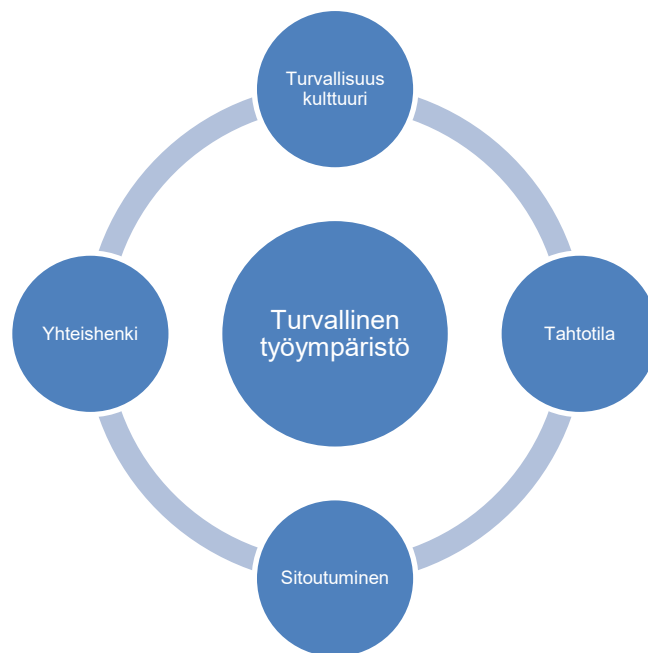 Turvallisuus
kulttuuri
Yhteishenki
Turvallinen
työympäristö
Tahtotila
Sitoutuminen